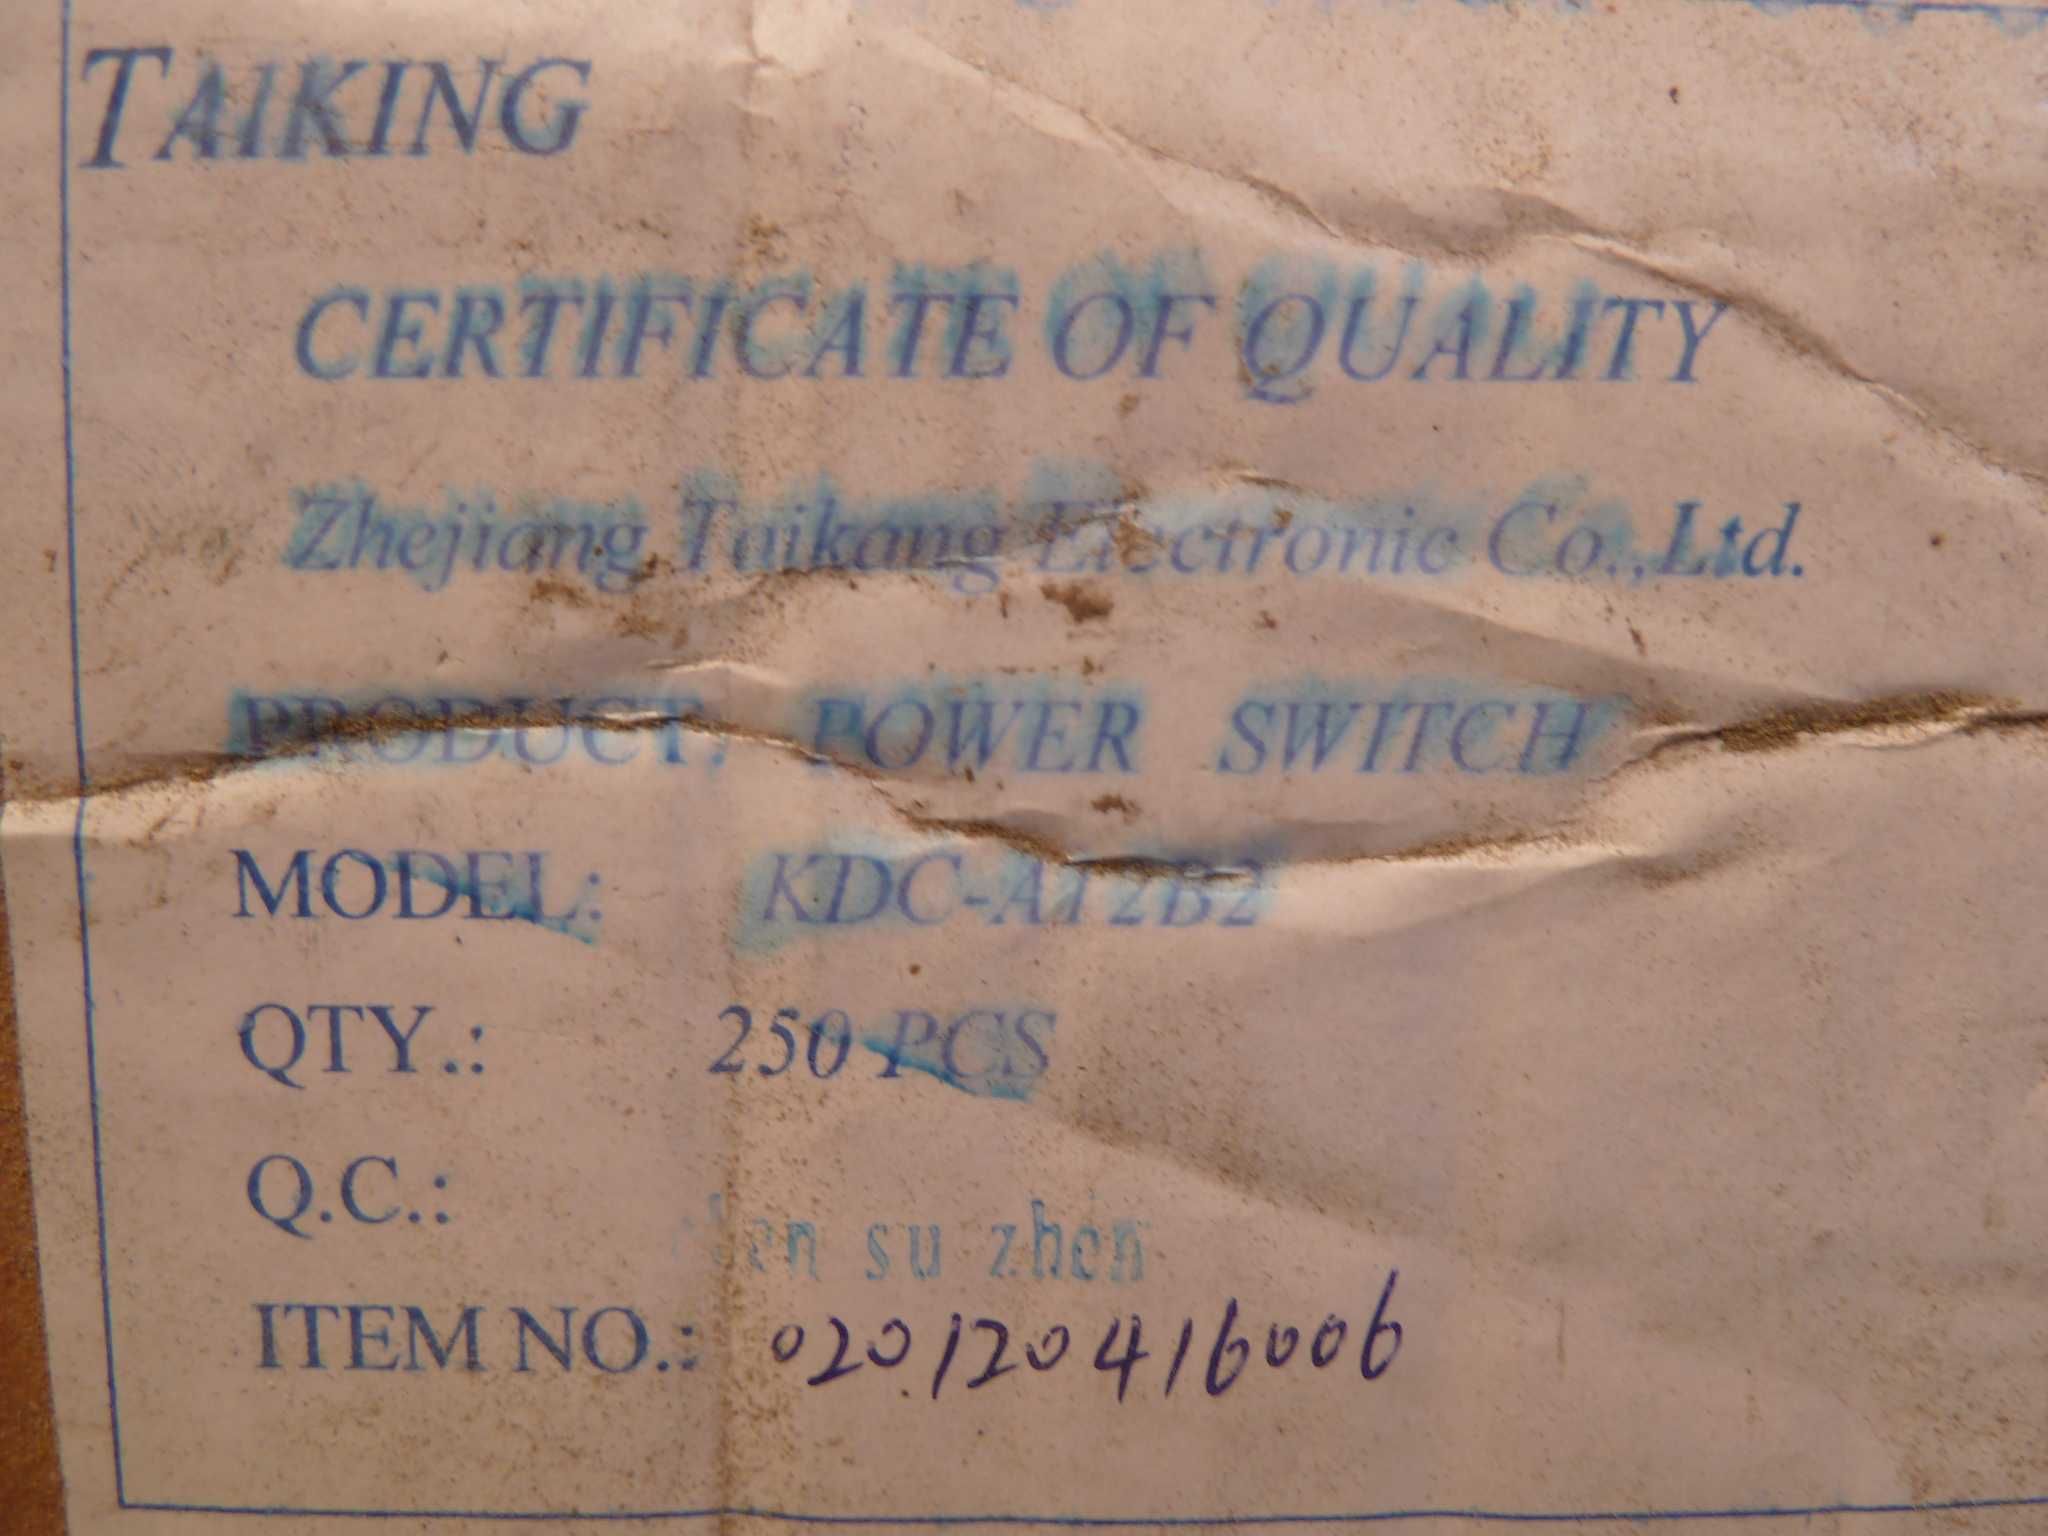 TAIKING
CERTIFICATE OF QUALITY
Zhejiang Taikang Electronic Co.,Ltd.
PRODUCT: POWER SWITCH
MODEL: KDC-A12B2
QTY.: 250 PCS
Q.C.:
su zhen
ITEM NO.: 020120416006